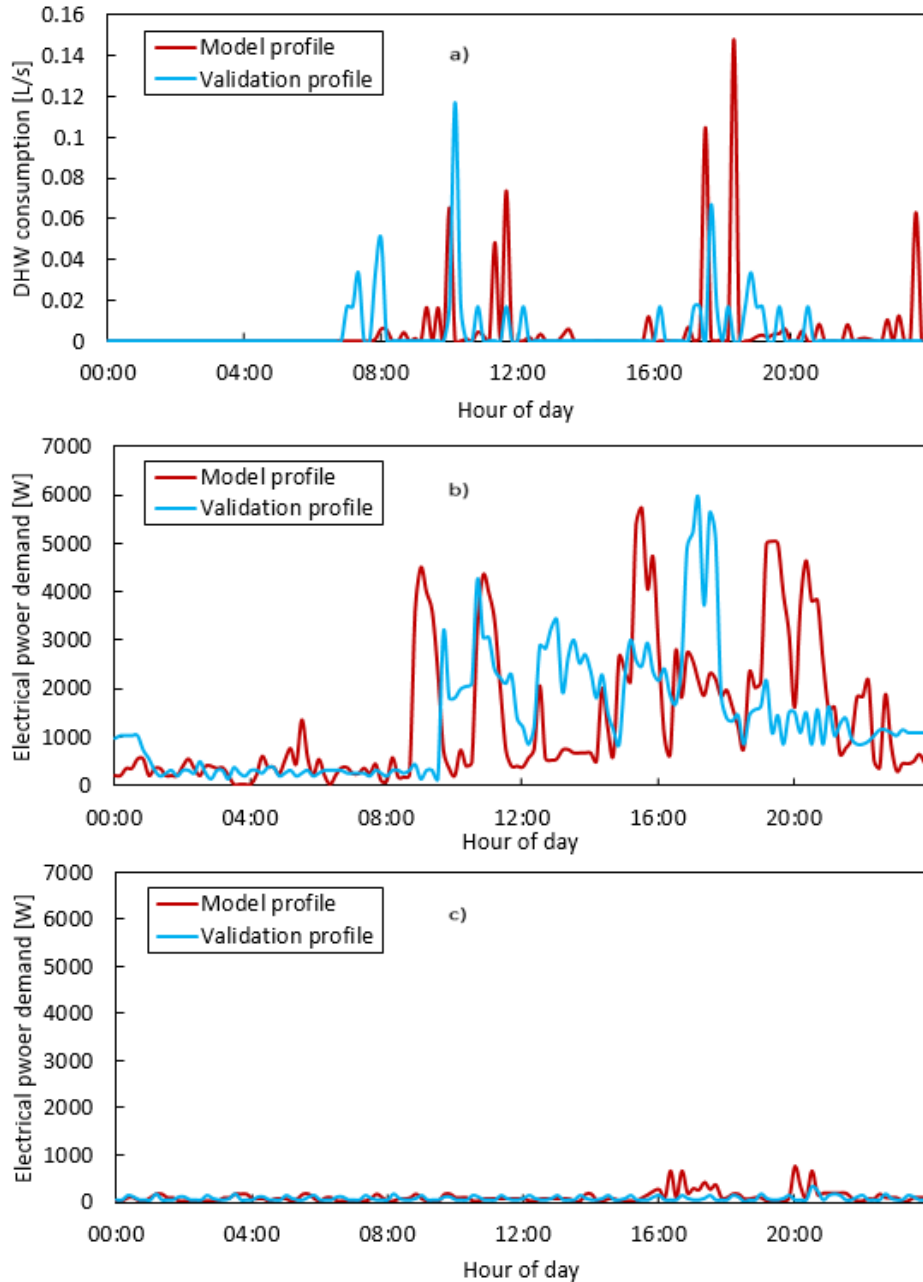 0.16
0.14
0.12
0.1
0.08
0.06
0.04
0.02
0
DHW consumption [L/s]
Model profile
Validation profile
a)
00:00 04:00 08:00 12:00 16:00 20:00
Hour of day
7000
6000
5000
4000
3000
2000
1000
0
Electrical pwoer demand [W]
Model profile
Validation profile
b)
00:00 04:00 08:00 12:00 16:00 20:00
Hour of day
7000
6000
5000
4000
3000
2000
1000
0
Electrical pwoer demand [W]
Model profile
Validation profile
c)
00:00 04:00 08:00 12:00 16:00 20:00
Hour of day